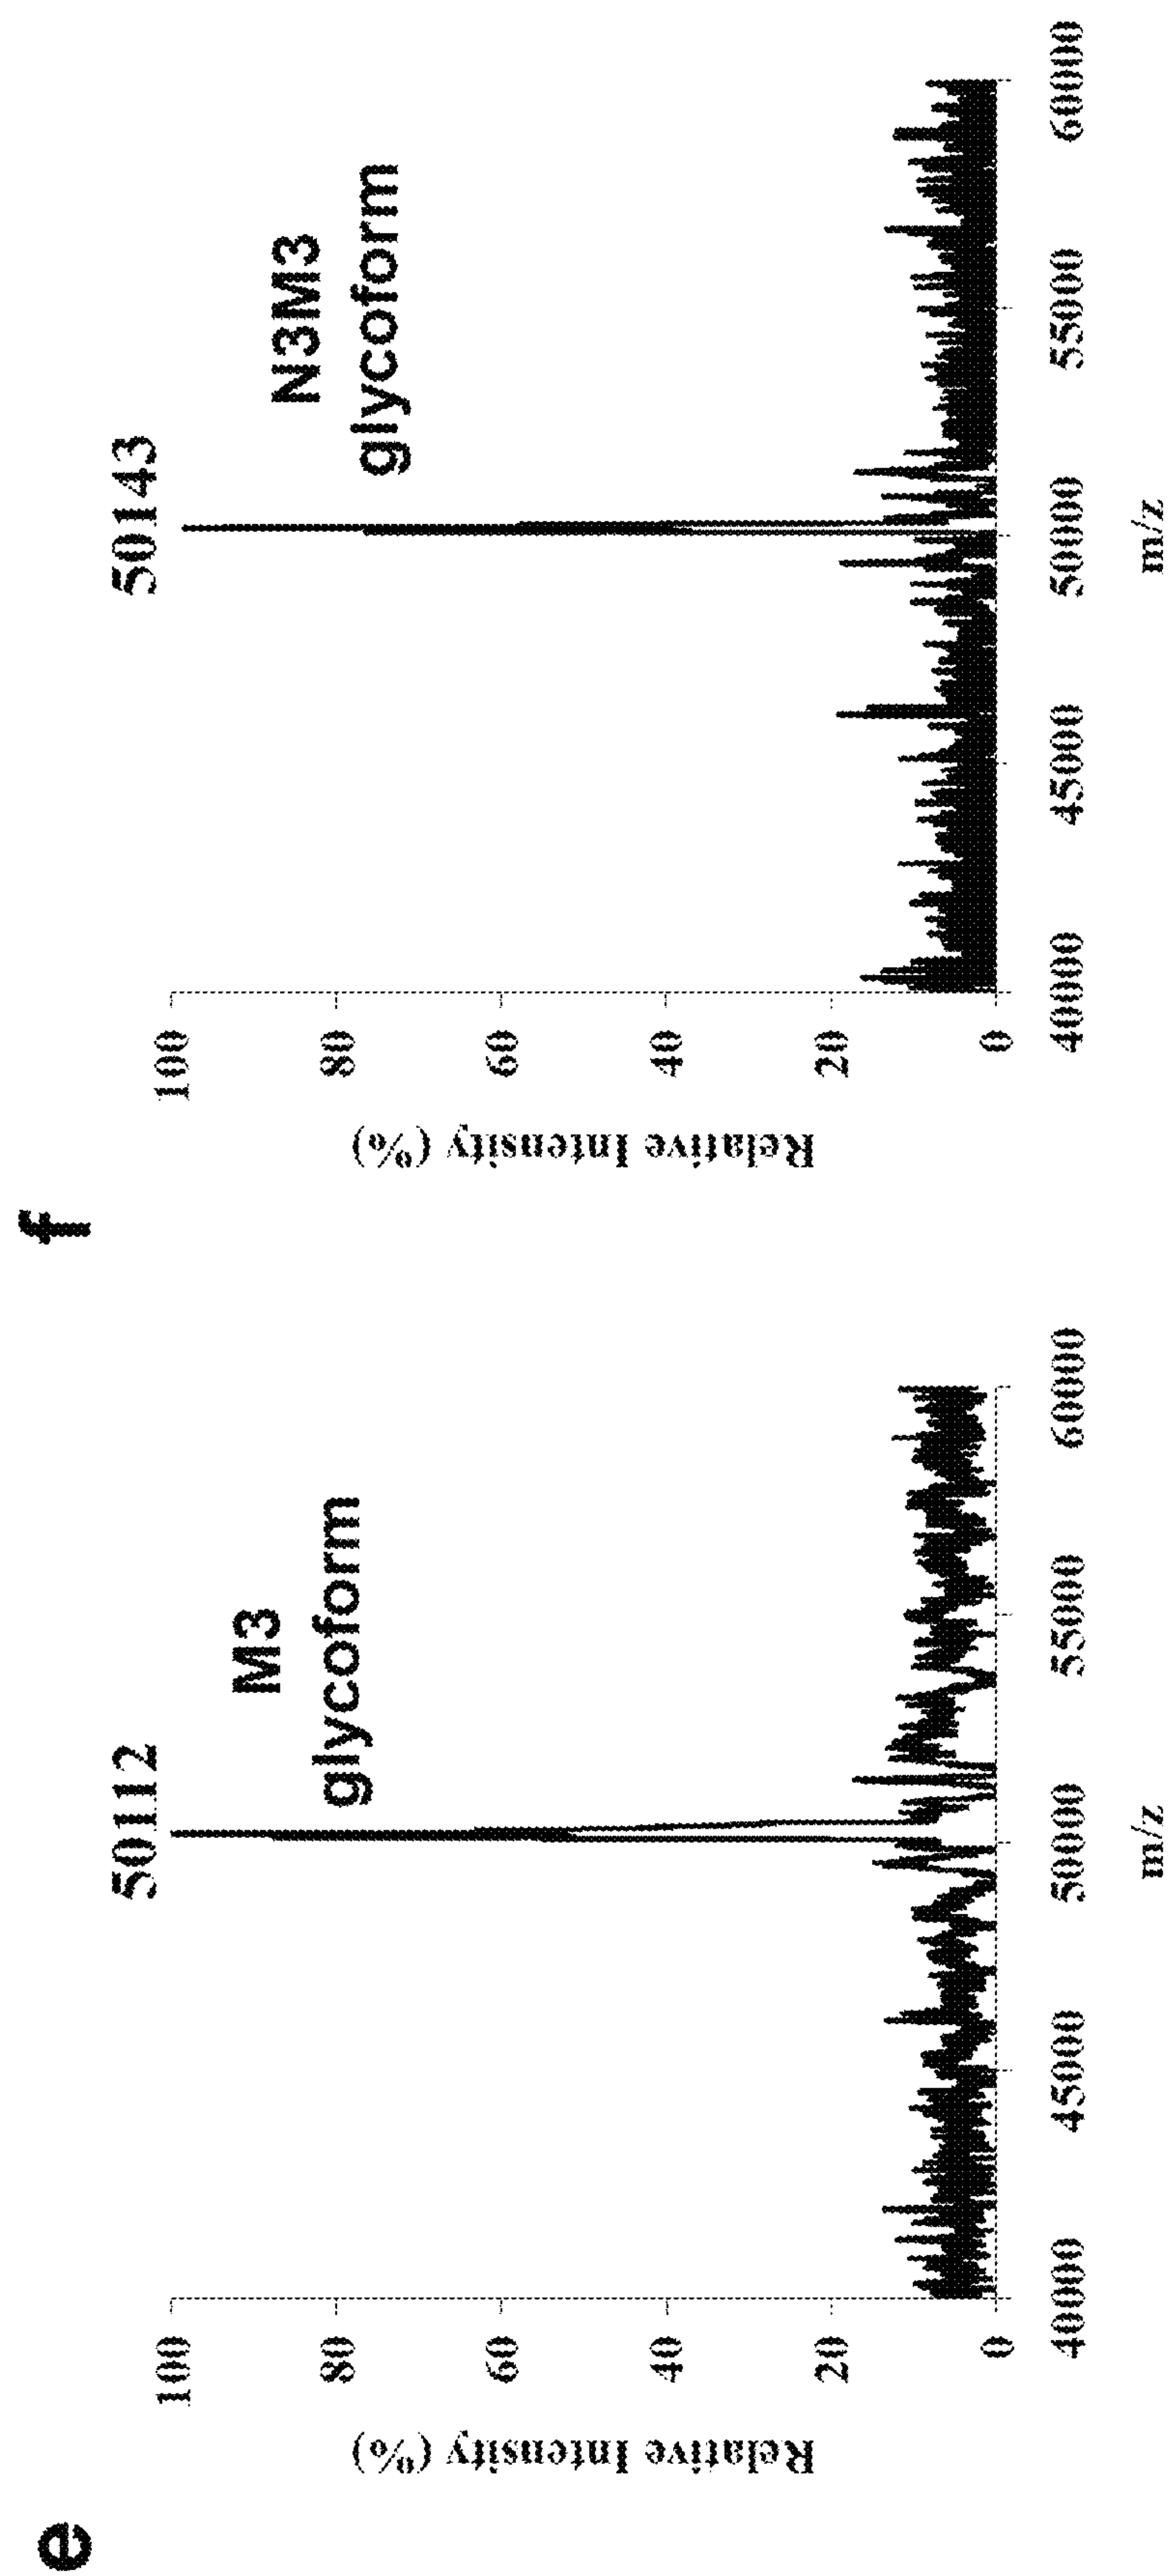 e
50112
M3
glycoform
Relative Intensity (%)
100
80
60
40
20
0
40000 45000 50000 55000 60000
m/z
f
50143
N3M3
glycoform
Relative Intensity (%)
100
80
60
40
20
0
40000 45000 50000 55000 60000
m/z